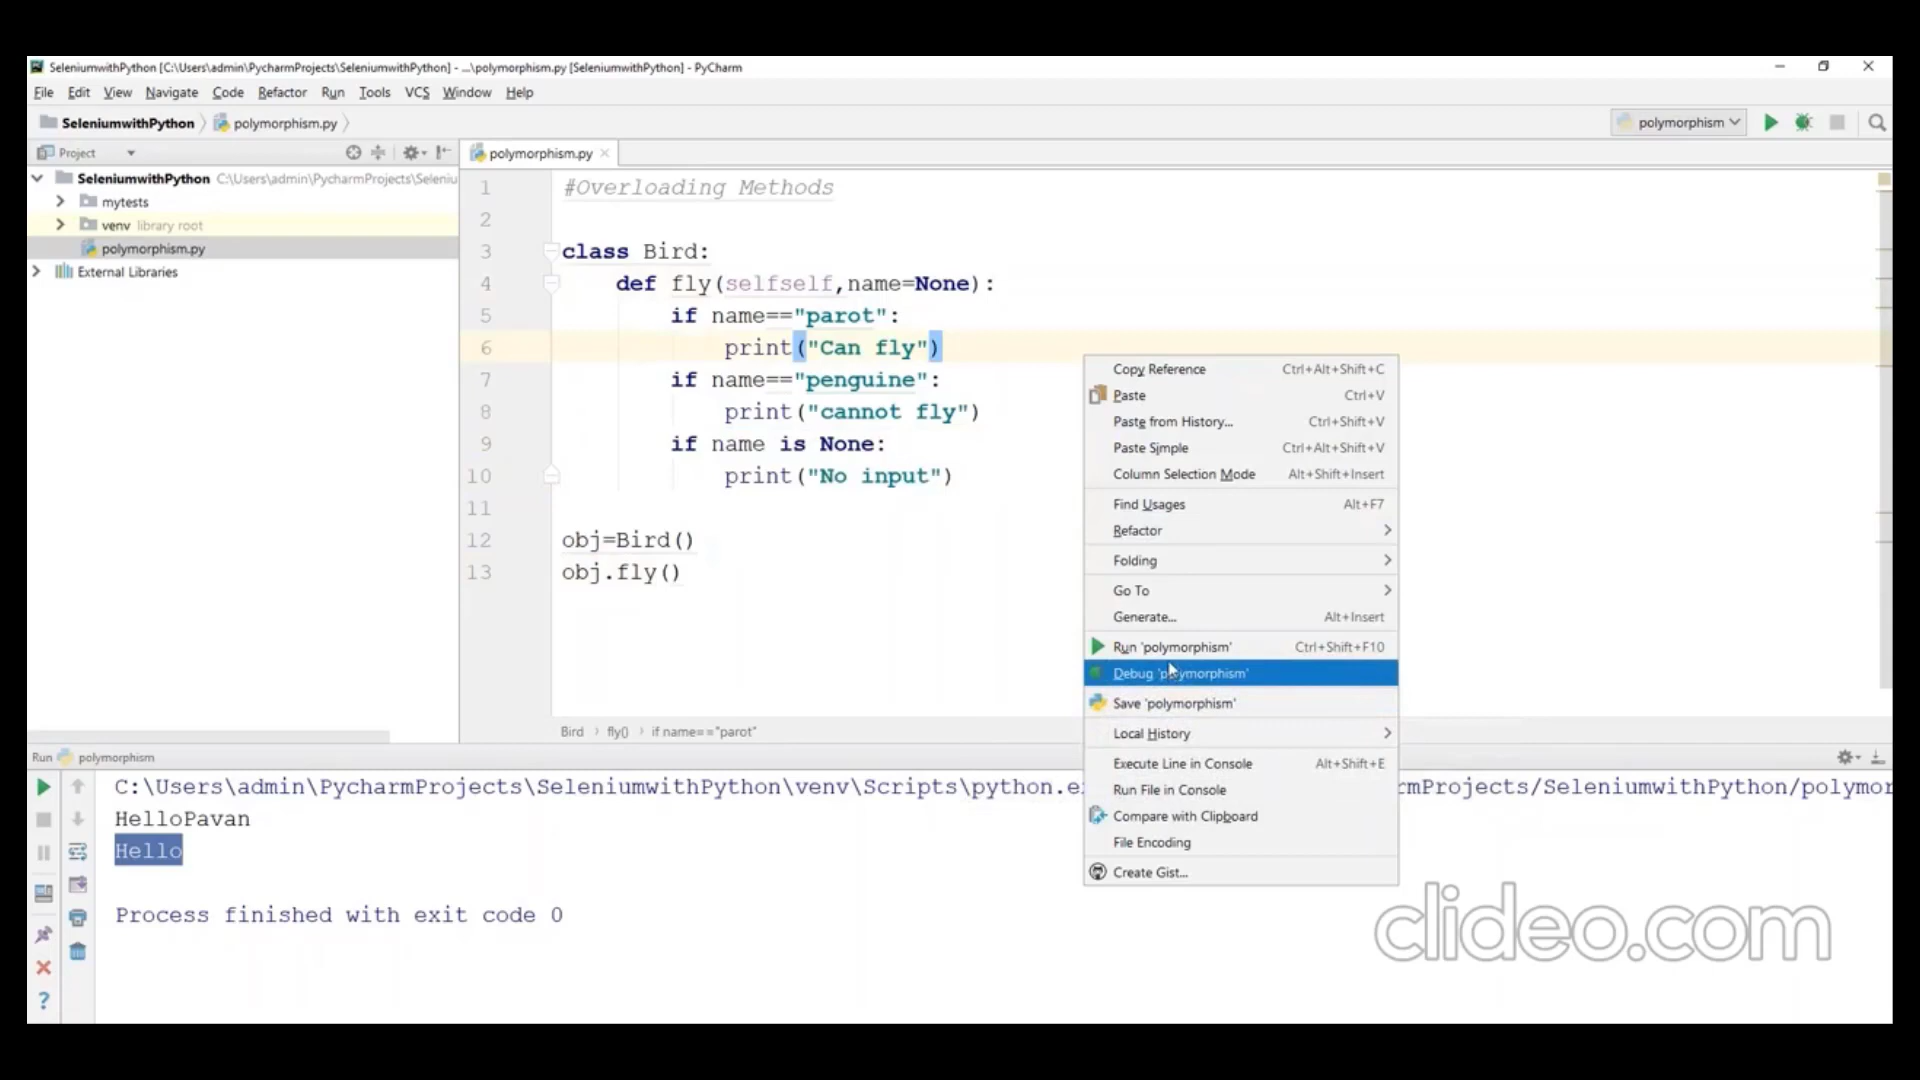 SeleniumwithPython [C:\Users\admin\PycharmProjects\SeleniumwithPython] - ...\polymorphism.py [SeleniumwithPython] - PyCharm
File Edit View Navigate Code Refactor Run Tools VCS Window Help
SeleniumwithPython polymorphism.py polymorphism
Project polymorphism.py
SeleniumwithPython C:\Users\admin\PycharmProjects\Seleniu
mytests
venv library root
polymorphism.py
External Libraries
1 #Overloading Methods
2
3 class Bird:
4 def fly(selfself,name=None):
5 if name=="parot":
6 print("Can fly")
7 if name=="penguine":
8 print("cannot fly")
9 if name is None:
10 print("No input")
11
12 obj=Bird()
13 obj.fly()
Bird fly() if name=="parot"
Copy Reference Ctrl+Alt+Shift+C
Paste Ctrl+V
Paste from History... Ctrl+Shift+V
Paste Simple Ctrl+Alt+Shift+V
Column Selection Mode Alt+Shift+Insert
Find Usages Alt+F7
Refactor
Folding
Go To
Generate... Alt+Insert
Run 'polymorphism' Ctrl+Shift+F10
Debug 'polymorphism'
Save 'polymorphism'
Local History
Execute Line in Console Alt+Shift+E
Run File in Console
Compare with Clipboard
File Encoding
Create Gist...
Run polymorphism
C:\Users\admin\PycharmProjects\SeleniumwithPython\venv\Scripts\python.e rmProjects/SeleniumwithPython/polymor
HelloPavan
Hello
Process finished with exit code 0
clideo.com